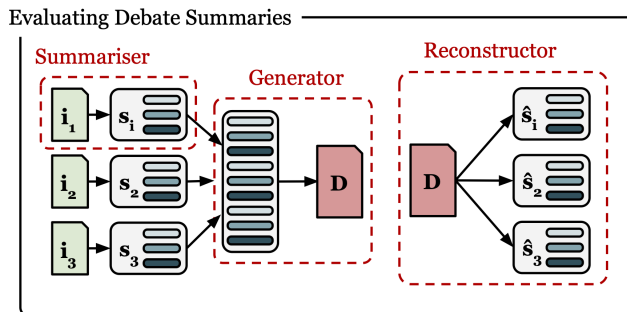 Evaluating Debate Summaries
Summariser
Generator
Reconstructor
i₁
sᵢ
i₂
s₂
i₃
s₃
D
D
ŝᵢ
ŝ₂
ŝ₃